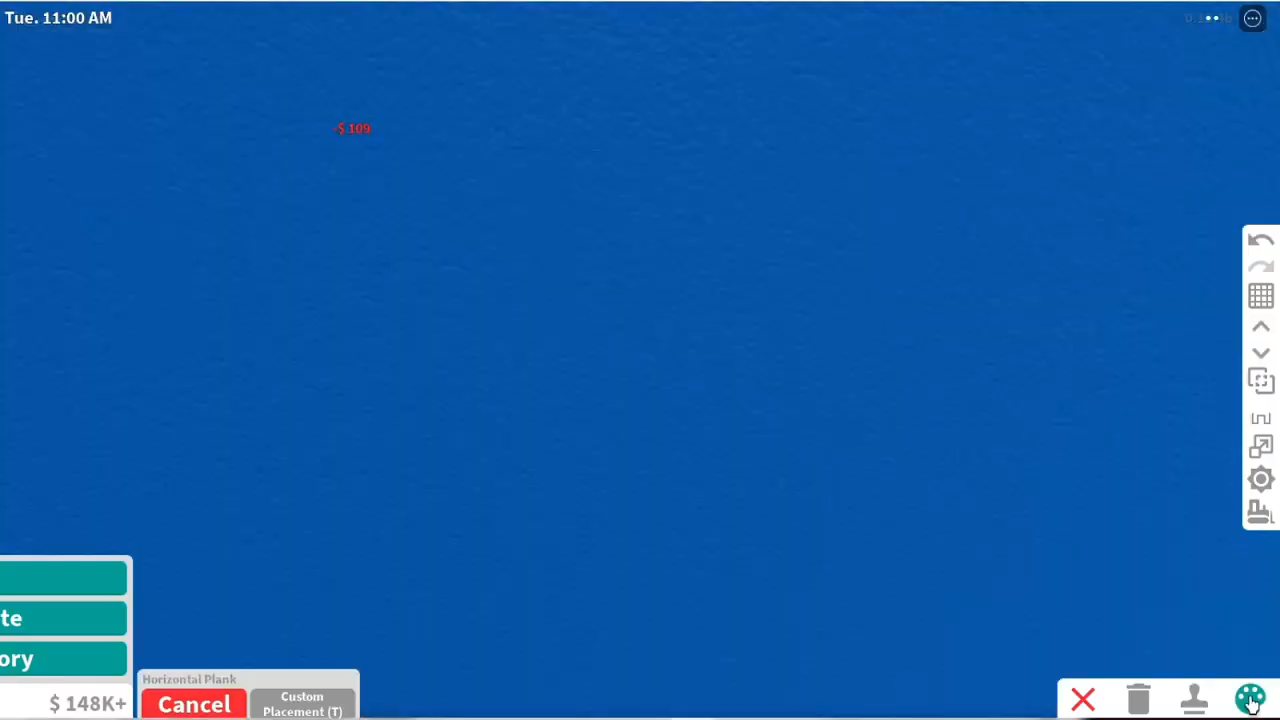 Tue. 11:00 AM
-$ 109
te
ory
$ 148K+
Horizontal Plank
Cancel
Custom
Placement (T)